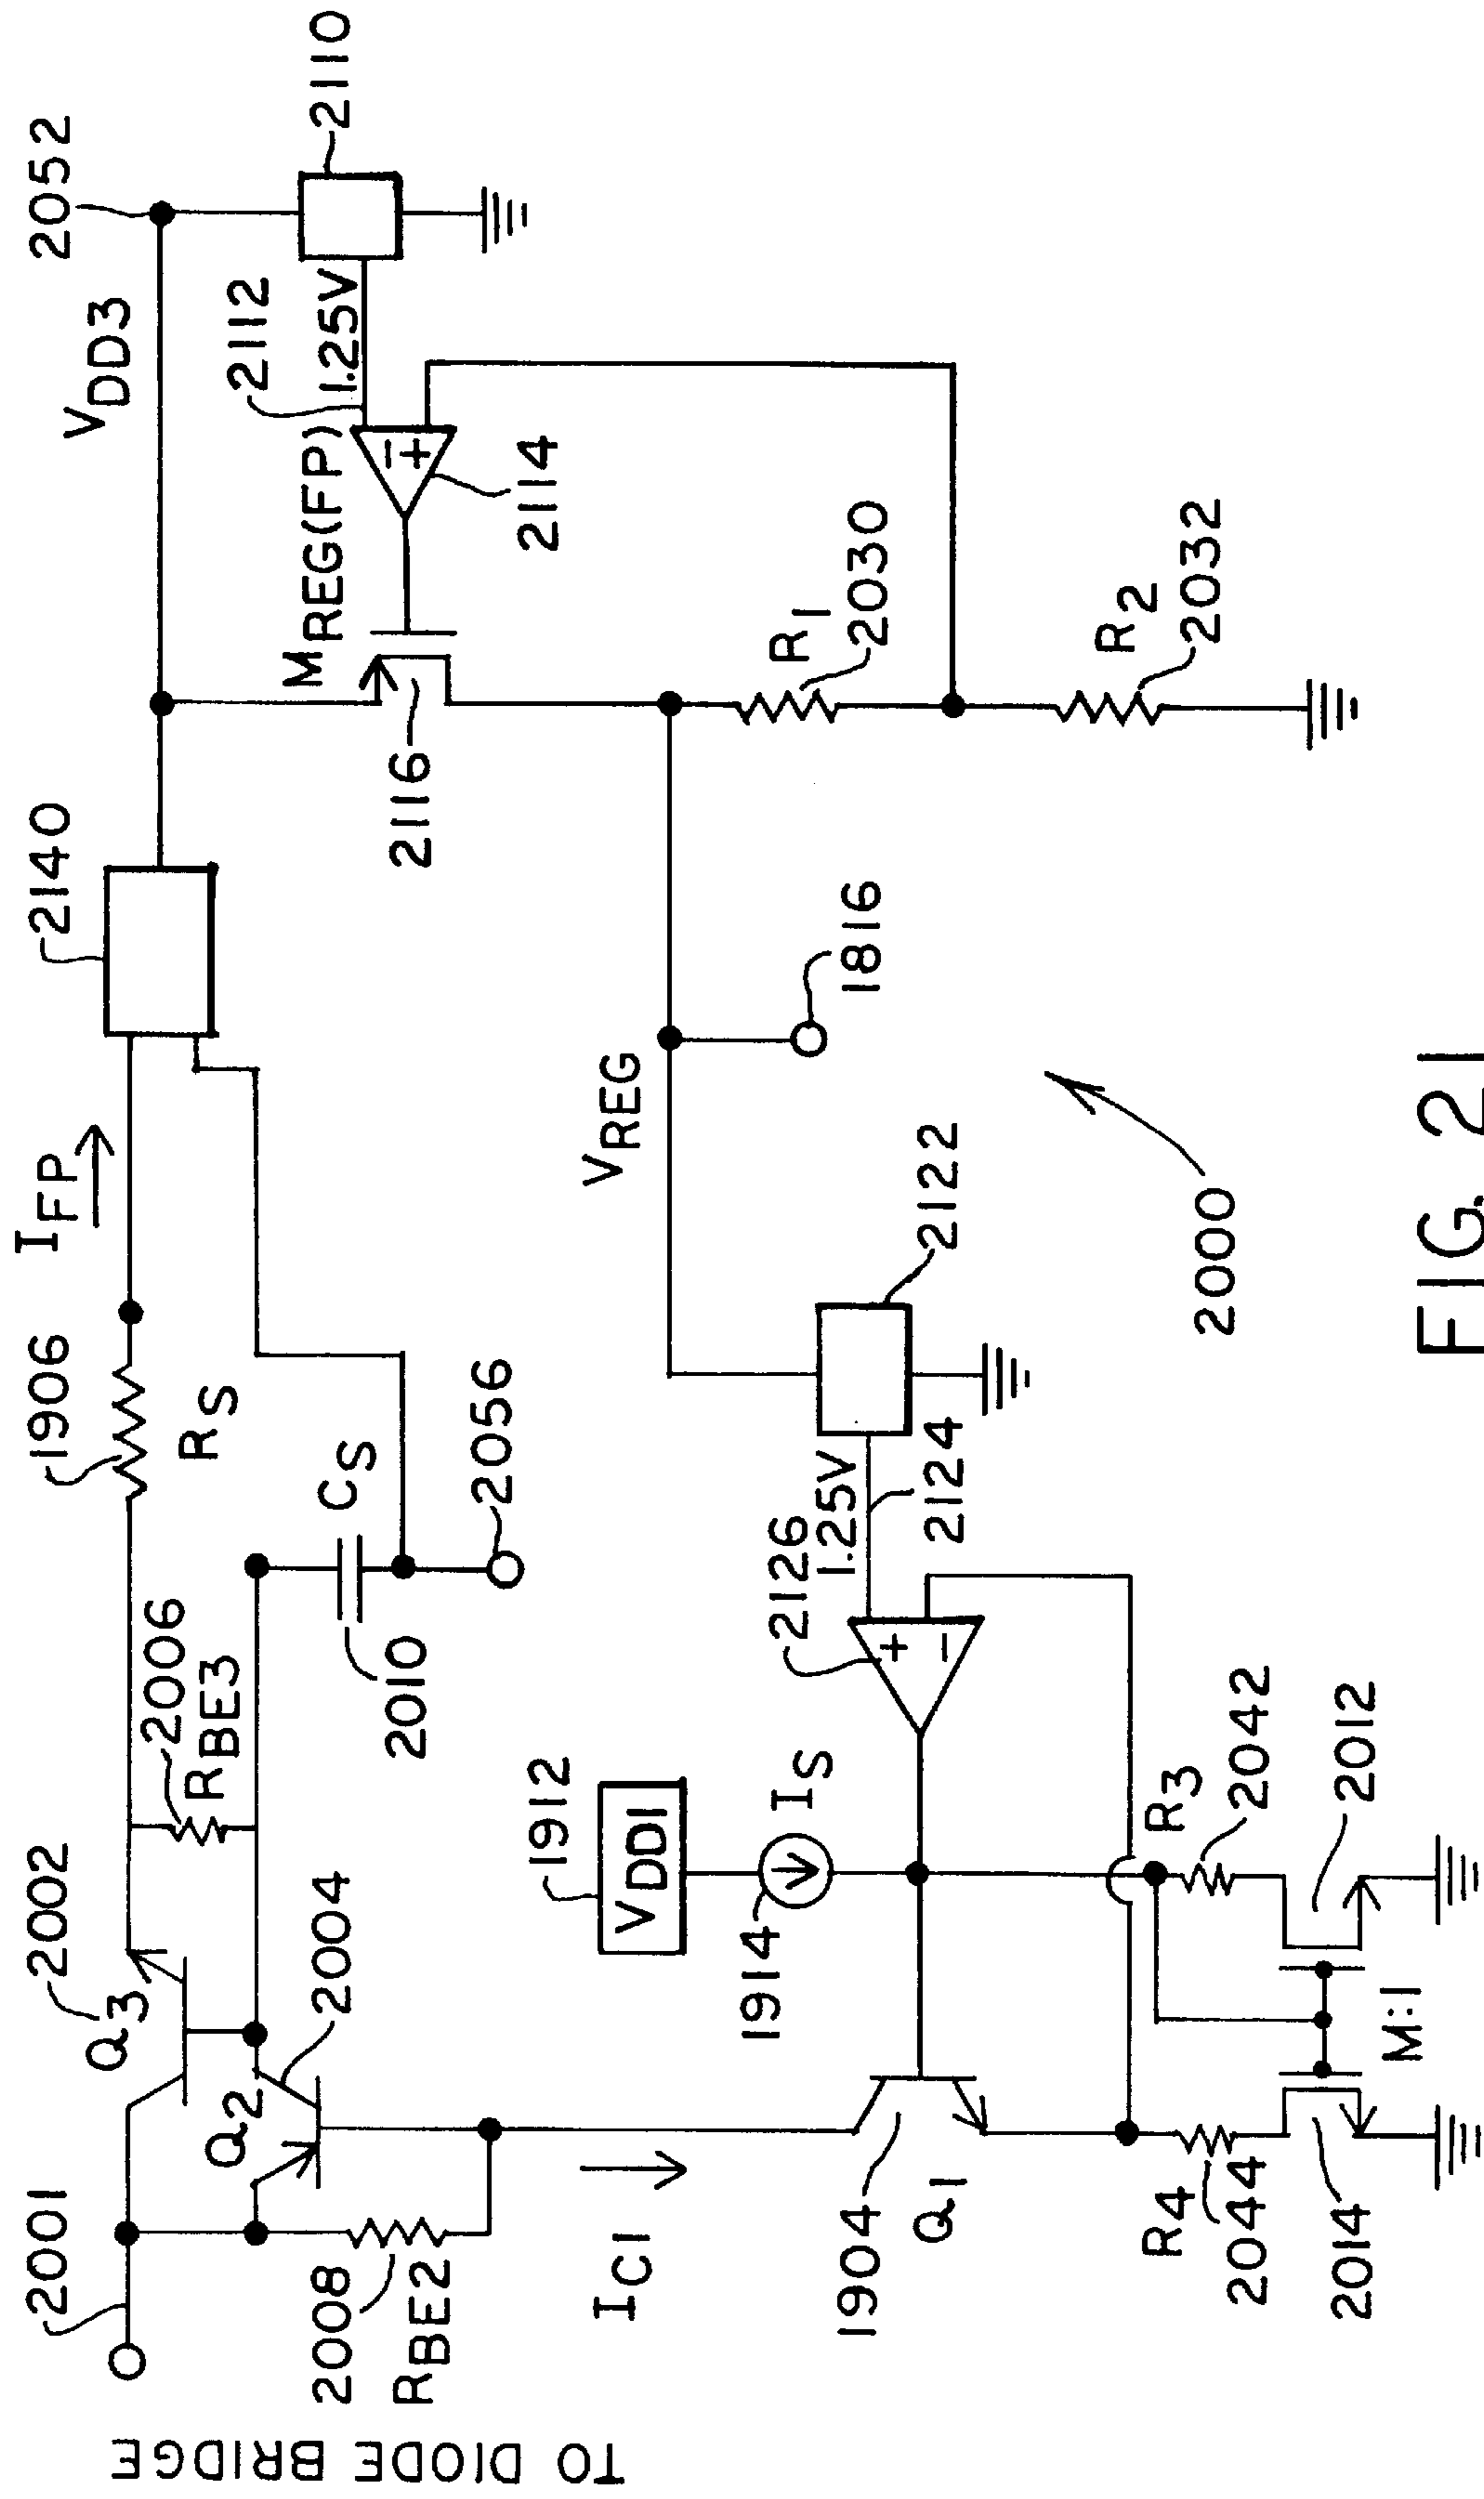 TO DIODE BRIDGE
2001
Q3
2002
2006
RBE3
1906
RS
IFP
2140
VDD3
2052
2008
RBE2
Q2
2004
2010
CS
2056
2116
MREG(FP)
2112
1.25V
2110
−
+
2114
IC1
1912
VDD1
1914
IS
2126
1.25V
2124
+
−
2122
VREG
1816
R1
2030
R2
2032
1904
Q1
R4
2044
2014
M:1
R3
2042
2012
2000
FIG. 21